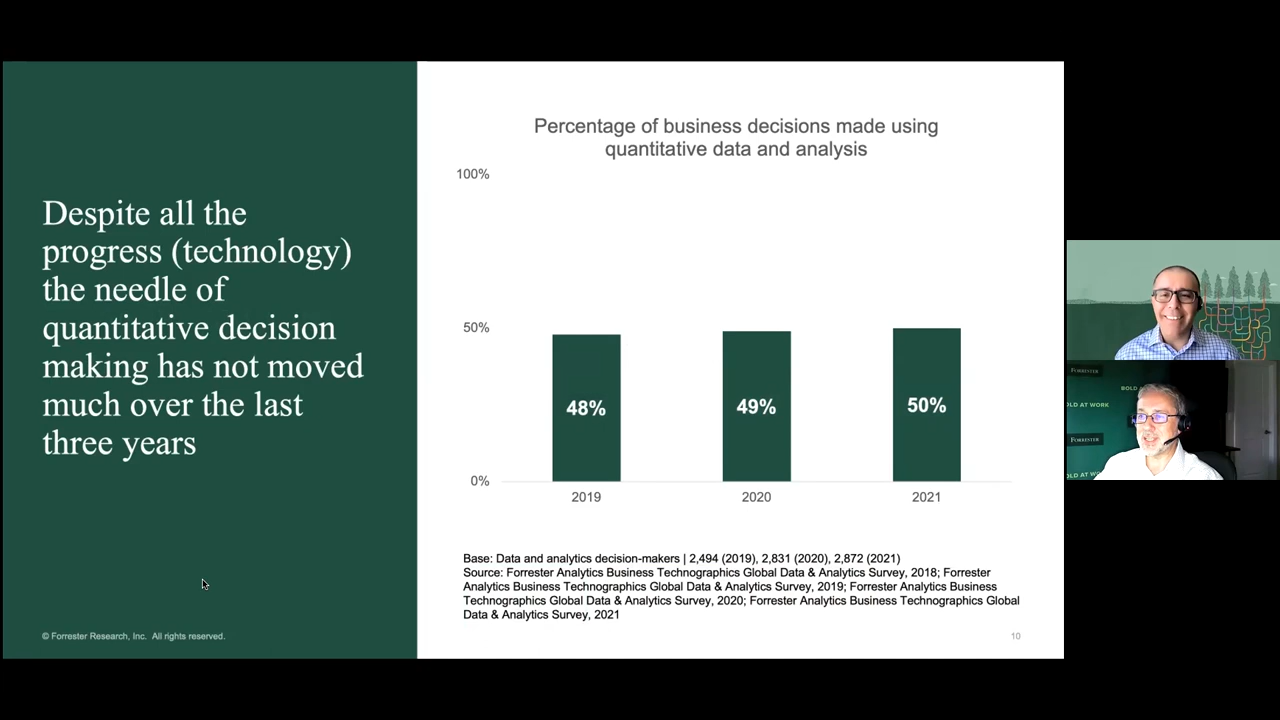 Despite all the
progress (technology)
the needle of
quantitative decision
making has not moved
much over the last
three years
© Forrester Research, Inc. All rights reserved.
Percentage of business decisions made using
quantitative data and analysis
100%
50%
0%
48%
49%
50%
2019
2020
2021
Base: Data and analytics decision-makers | 2,494 (2019), 2,831 (2020), 2,872 (2021)
Source: Forrester Analytics Business Technographics Global Data & Analytics Survey, 2018; Forrester
Analytics Business Technographics Global Data & Analytics Survey, 2019; Forrester Analytics Business
Technographics Global Data & Analytics Survey, 2020; Forrester Analytics Business Technographics Global
Data & Analytics Survey, 2021
10
FORRESTER
BOLD
AT WORK
FORRESTER